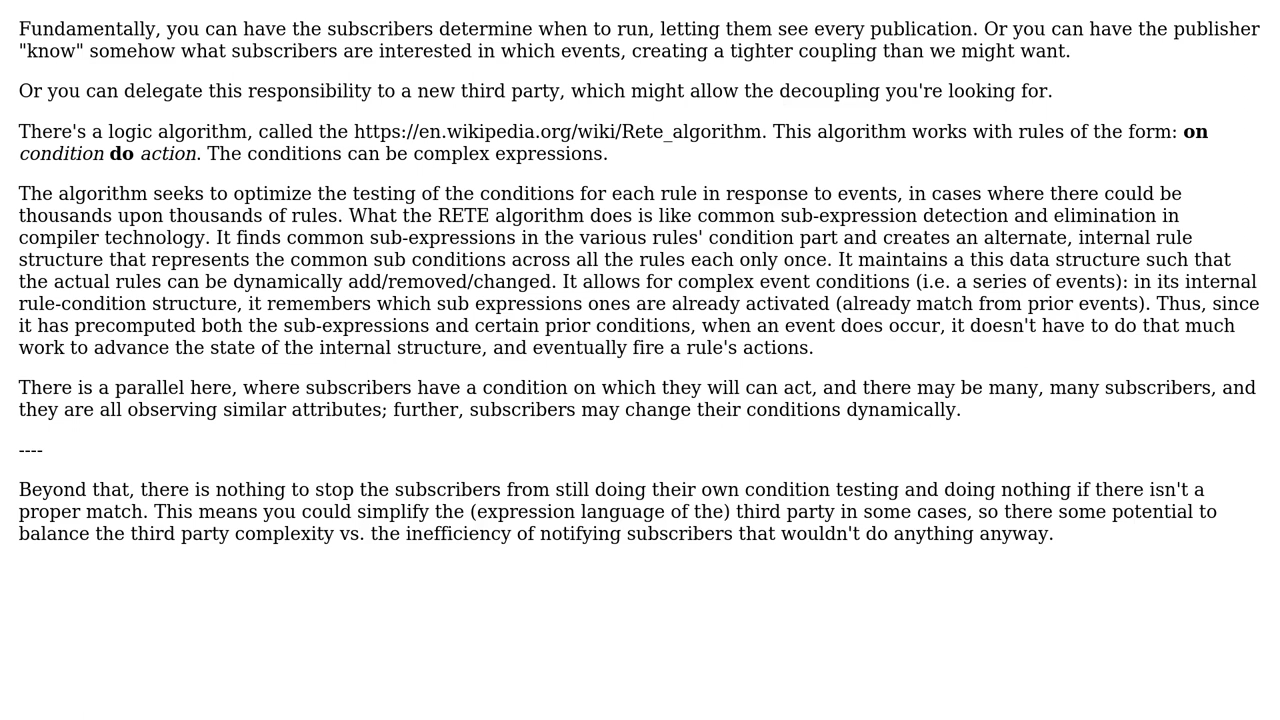 Fundamentally, you can have the subscribers determine when to run, letting them see every publication. Or you can have the publisher
"know" somehow what subscribers are interested in which events, creating a tighter coupling than we might want.
Or you can delegate this responsibility to a new third party, which might allow the decoupling you're looking for.
There's a logic algorithm, called the https://en.wikipedia.org/wiki/Rete_algorithm. This algorithm works with rules of the form: on
condition do action. The conditions can be complex expressions.
The algorithm seeks to optimize the testing of the conditions for each rule in response to events, in cases where there could be
thousands upon thousands of rules. What the RETE algorithm does is like common sub-expression detection and elimination in
compiler technology. It finds common sub-expressions in the various rules' condition part and creates an alternate, internal rule
structure that represents the common sub conditions across all the rules each only once. It maintains a this data structure such that
the actual rules can be dynamically add/removed/changed. It allows for complex event conditions (i.e. a series of events): in its internal
rule-condition structure, it remembers which sub expressions ones are already activated (already match from prior events). Thus, since
it has precomputed both the sub-expressions and certain prior conditions, when an event does occur, it doesn't have to do that much
work to advance the state of the internal structure, and eventually fire a rule's actions.
There is a parallel here, where subscribers have a condition on which they will can act, and there may be many, many subscribers, and
they are all observing similar attributes; further, subscribers may change their conditions dynamically.
----
Beyond that, there is nothing to stop the subscribers from still doing their own condition testing and doing nothing if there isn't a
proper match. This means you could simplify the (expression language of the) third party in some cases, so there some potential to
balance the third party complexity vs. the inefficiency of notifying subscribers that wouldn't do anything anyway.